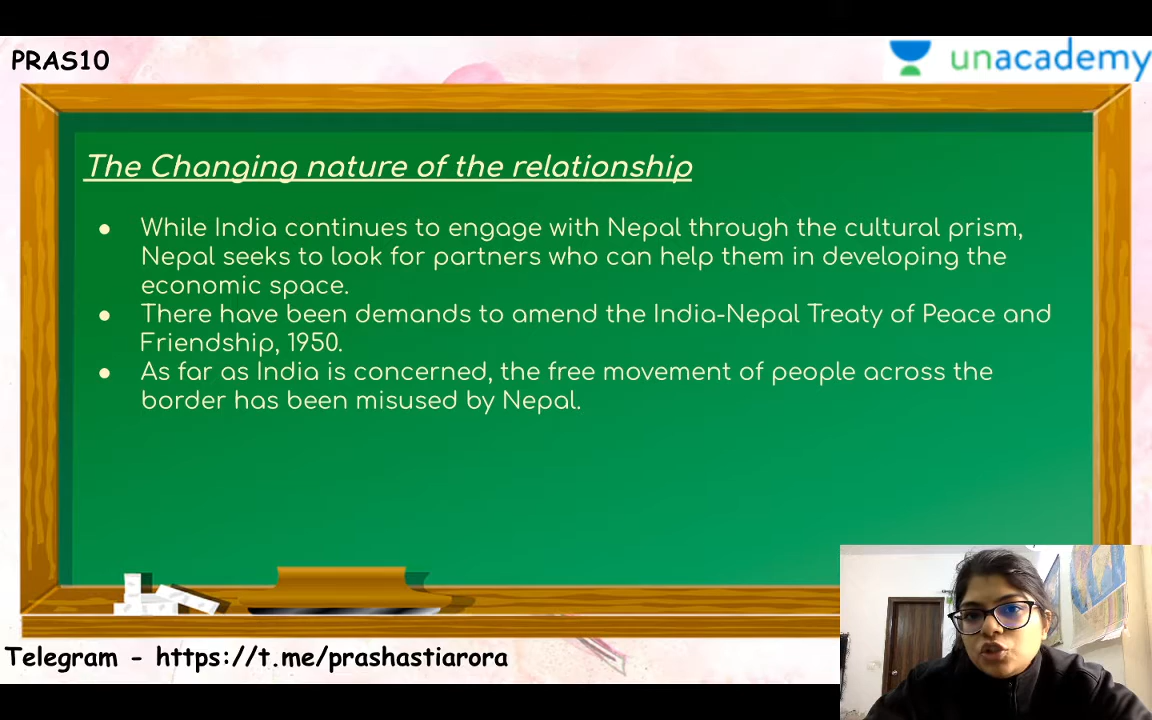 PRAS10
unacademy
The Changing nature of the relationship
● While India continues to engage with Nepal through the cultural prism,
Nepal seeks to look for partners who can help them in developing the
economic space.
● There have been demands to amend the India-Nepal Treaty of Peace and
Friendship, 1950.
● As far as India is concerned, the free movement of people across the
border has been misused by Nepal.
Telegram - https://t.me/prashastiarora